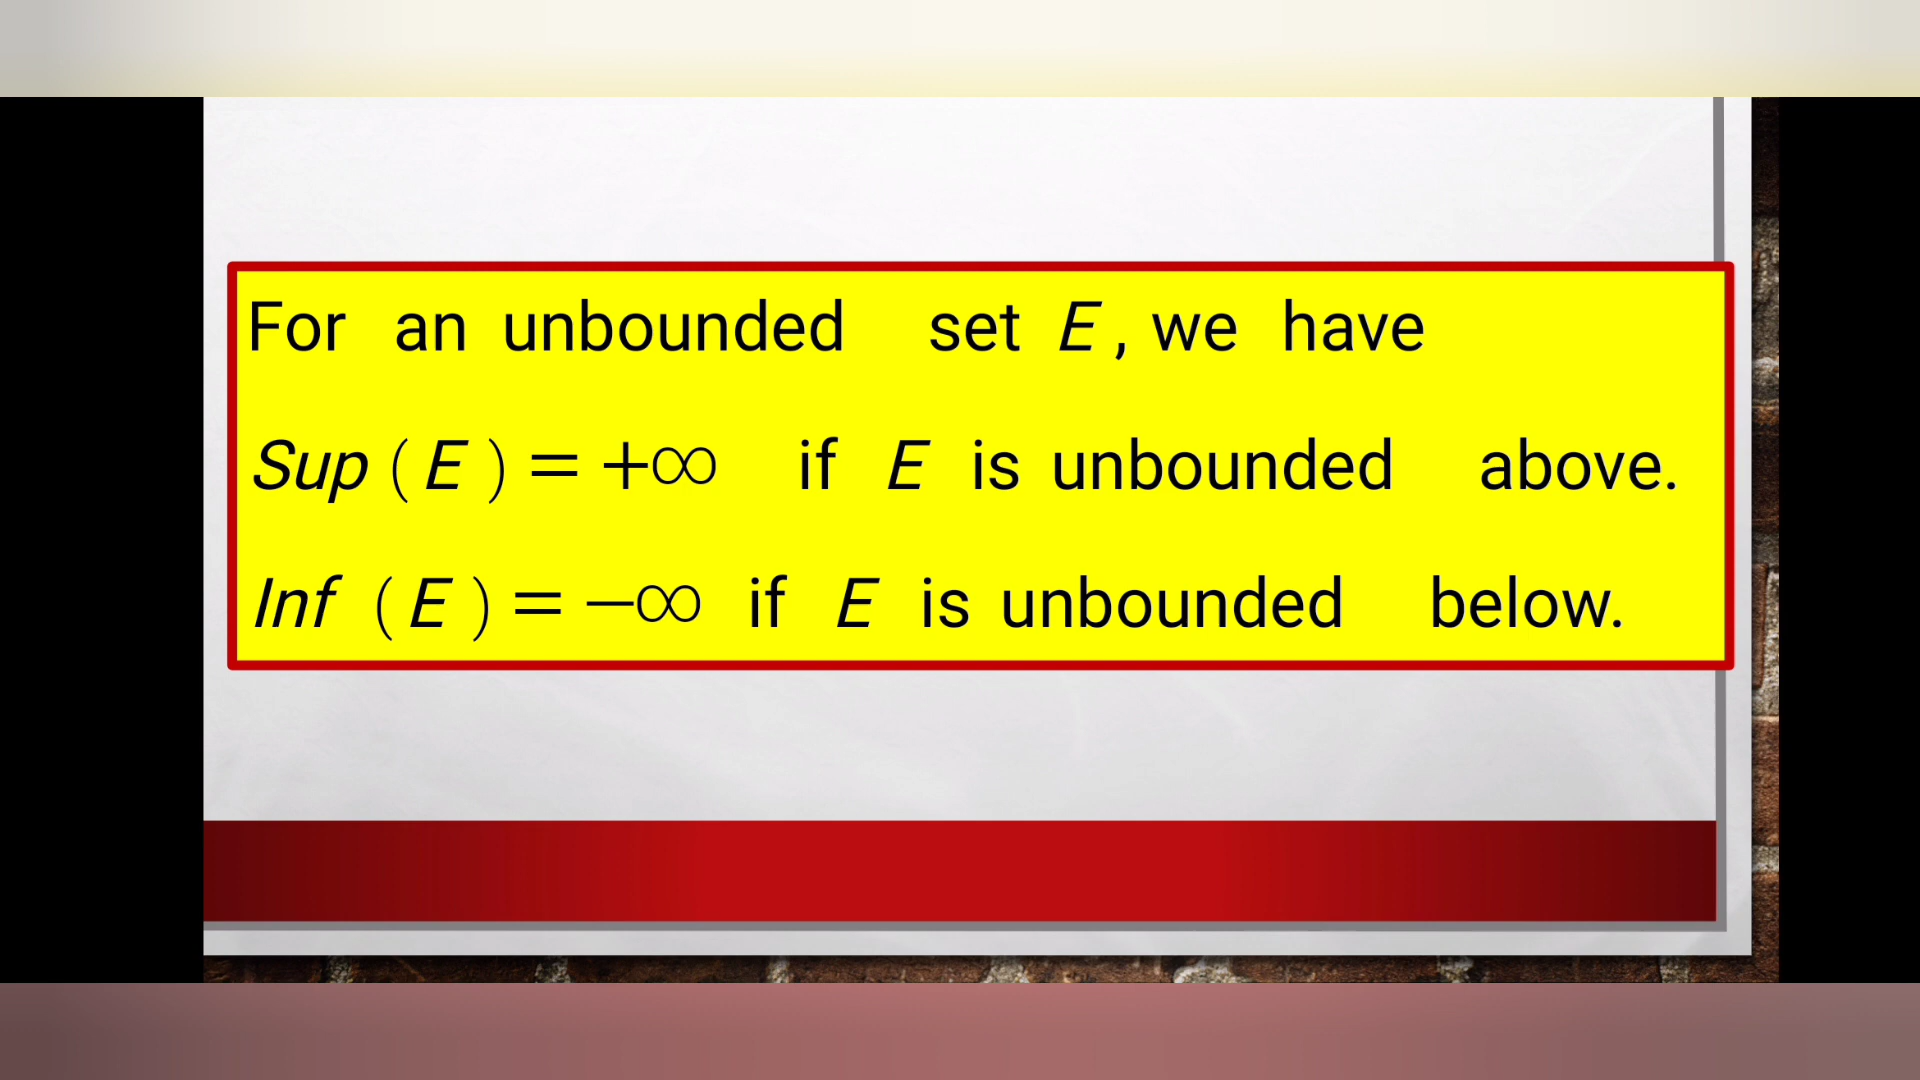 For an unbounded set E, we have
Sup (E) = +∞ if E is unbounded above.
Inf (E) = −∞ if E is unbounded below.